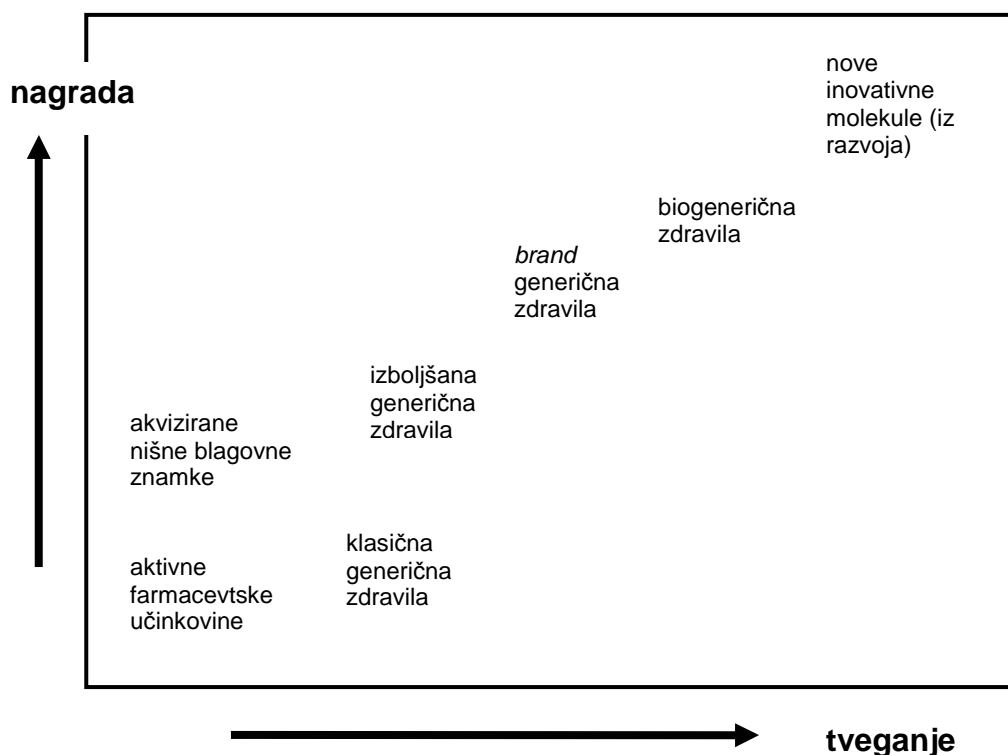 nagrada
nove
inovativne
molekule (iz
razvoja)
biogenerična
zdravila
brand
generična
zdravila
izboljšana
generična
zdravila
akvizirane
nišne blagovne
znamke
klasična
generična
zdravila
aktivne
farmacevtske
učinkovine
tveganje